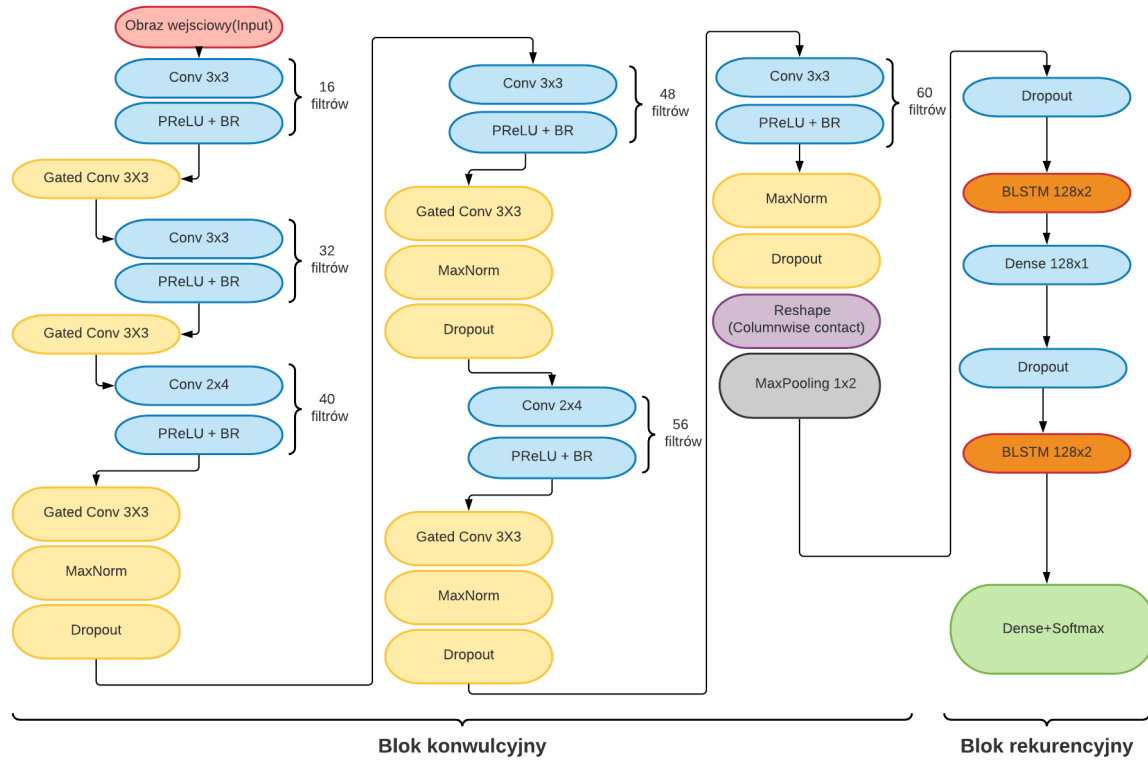 Obraz wejsciowy(Input)
Conv 3x3
PReLU + BR
16
filtrów
Gated Conv 3X3
Conv 3x3
PReLU + BR
32
filtrów
Gated Conv 3X3
Conv 2x4
PReLU + BR
40
filtrów
Gated Conv 3X3
MaxNorm
Dropout
Conv 3x3
PReLU + BR
48
filtrów
Gated Conv 3X3
MaxNorm
Dropout
Conv 2x4
PReLU + BR
56
filtrów
Gated Conv 3X3
MaxNorm
Dropout
Conv 3x3
PReLU + BR
60
filtrów
MaxNorm
Dropout
Reshape
(Columnwise contact)
MaxPooling 1x2
Dropout
BLSTM 128x2
Dense 128x1
Dropout
BLSTM 128x2
Dense+Softmax
Blok konwulcyjny
Blok rekurencyjny